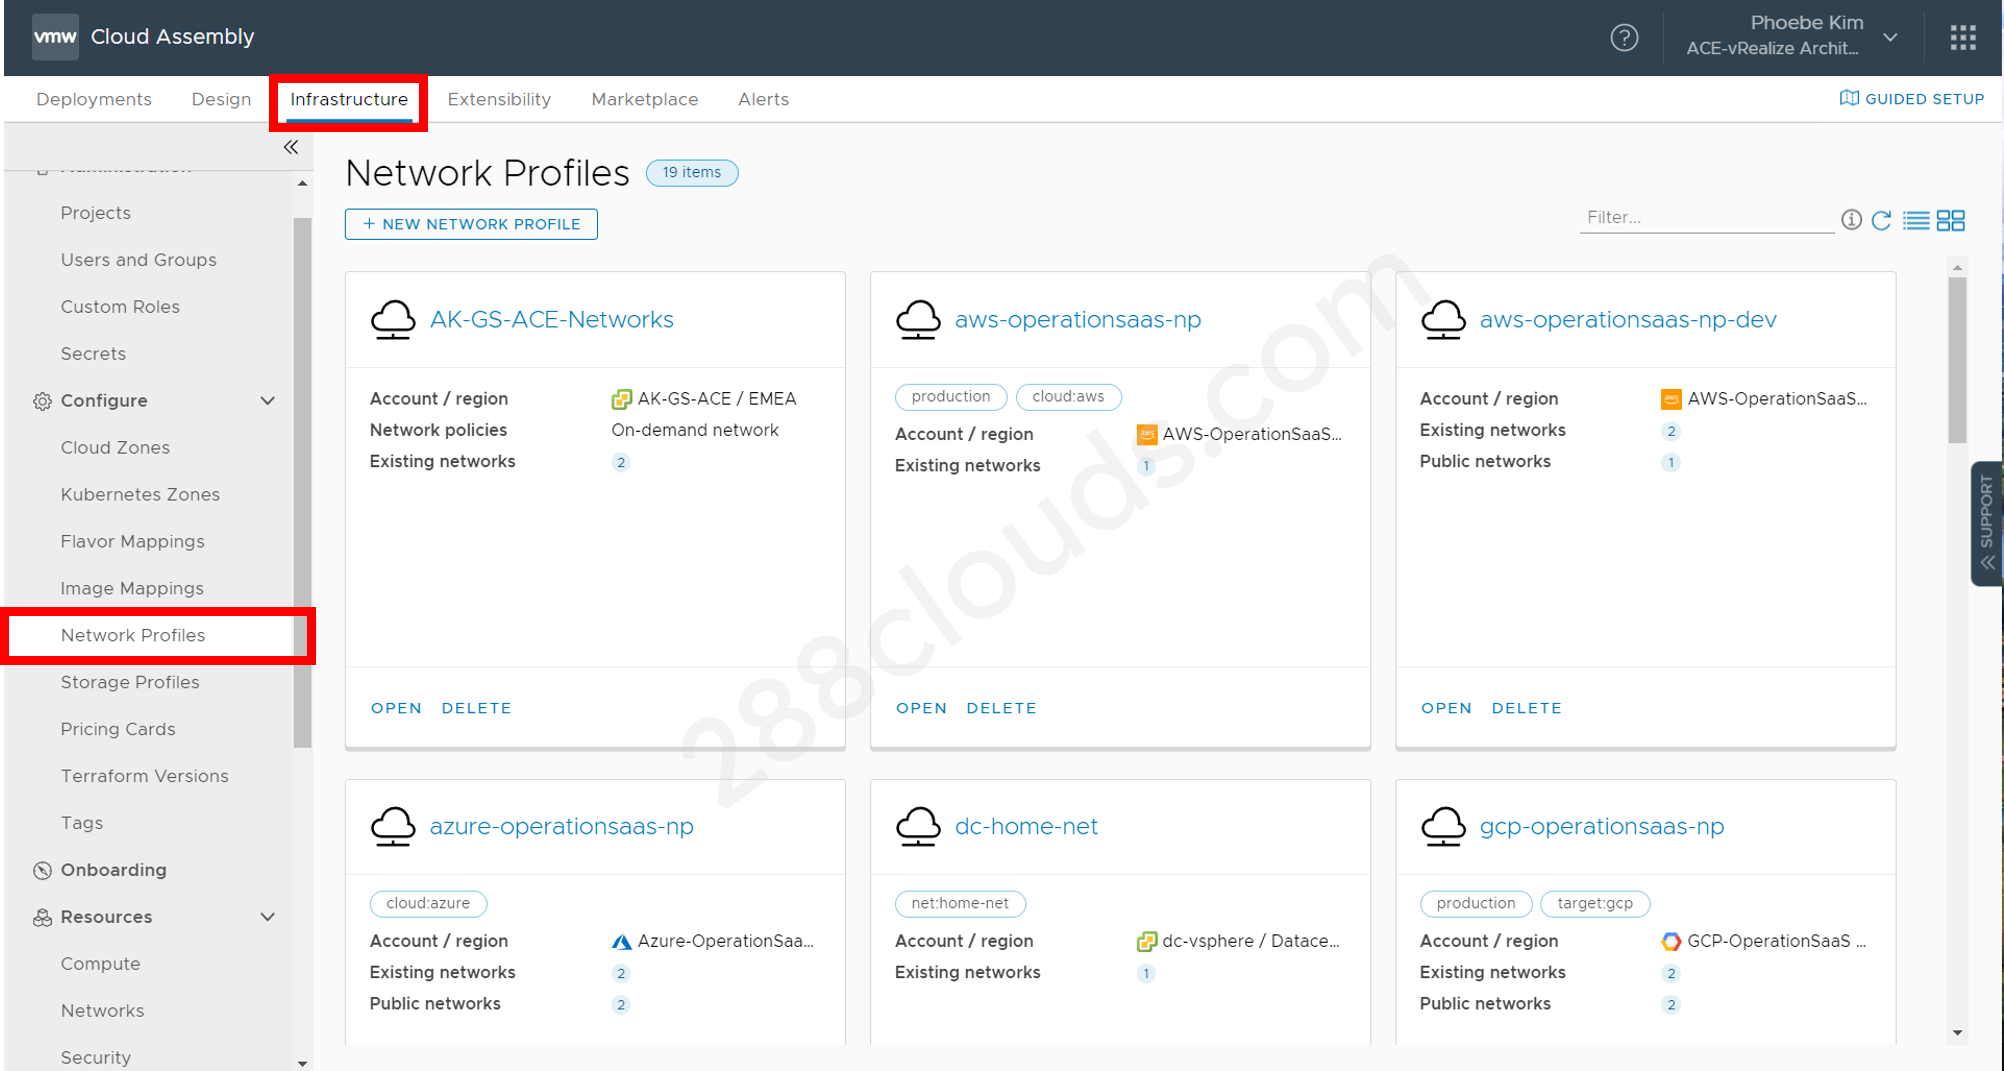 vmw Cloud Assembly
Phoebe Kim
ACE-vRealize Archit...
Deployments Design Infrastructure Extensibility Marketplace Alerts
GUIDED SETUP
Administration
Projects
Users and Groups
Custom Roles
Secrets
Configure
Cloud Zones
Kubernetes Zones
Flavor Mappings
Image Mappings
Network Profiles
Storage Profiles
Pricing Cards
Terraform Versions
Tags
Onboarding
Resources
Compute
Networks
Security
Network Profiles 19 items
+ NEW NETWORK PROFILE
Filter...
AK-GS-ACE-Networks
Account / region AK-GS-ACE / EMEA
Network policies On-demand network
Existing networks 2
OPEN DELETE
aws-operationsaas-np
production cloud:aws
Account / region aws AWS-OperationSaaS...
Existing networks 1
OPEN DELETE
aws-operationsaas-np-dev
Account / region aws AWS-OperationSaaS...
Existing networks 2
Public networks 1
OPEN DELETE
azure-operationsaas-np
cloud:azure
Account / region Azure-OperationSaa...
Existing networks 2
Public networks 2
dc-home-net
net:home-net
Account / region dc-vsphere / Datace...
Existing networks 1
gcp-operationsaas-np
production target:gcp
Account / region GCP-OperationSaaS ...
Existing networks 2
Public networks 2
SUPPORT
288clouds.com